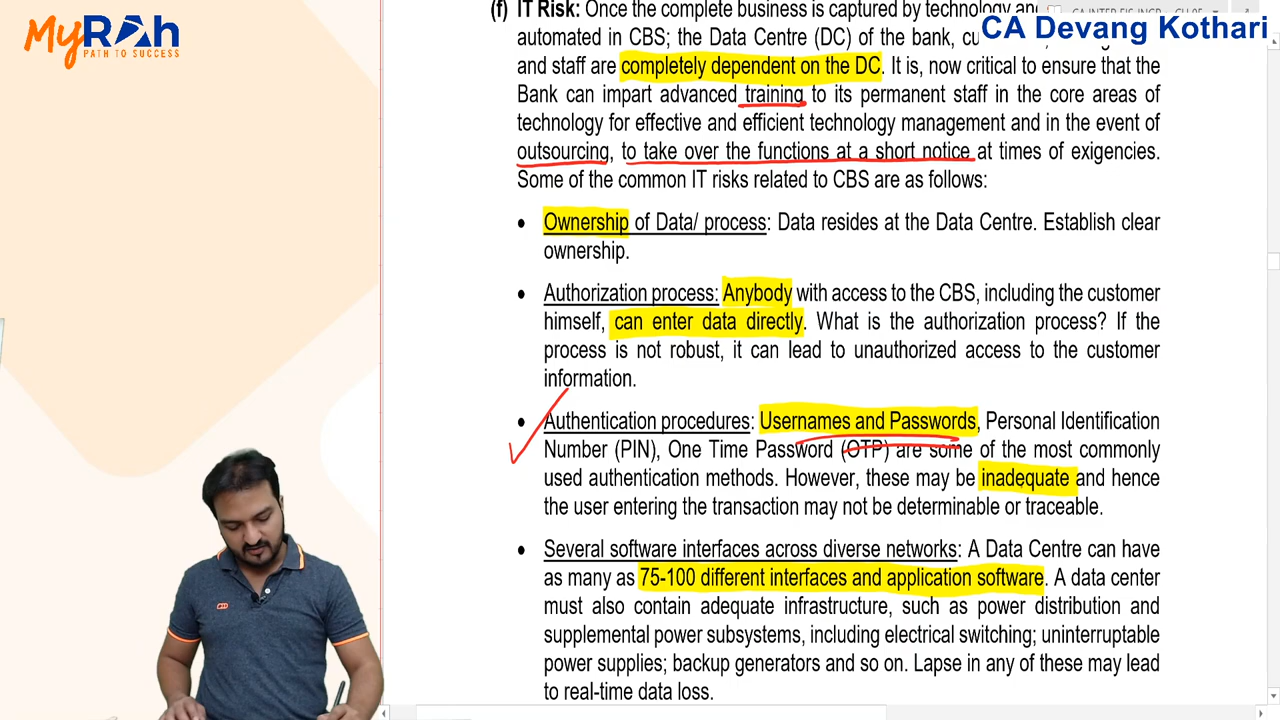 MyRAh
PATH TO SUCCESS
CA Devang Kothari
(f) IT Risk: Once the complete business is captured by technology and
automated in CBS; the Data Centre (DC) of the bank,
and staff are completely dependent on the DC. It is, now critical to ensure that the
Bank can impart advanced training to its permanent staff in the core areas of
technology for effective and efficient technology management and in the event of
outsourcing, to take over the functions at a short notice at times of exigencies.
Some of the common IT risks related to CBS are as follows:
• Ownership of Data/ process: Data resides at the Data Centre. Establish clear
ownership.
• Authorization process: Anybody with access to the CBS, including the customer
himself, can enter data directly. What is the authorization process? If the
process is not robust, it can lead to unauthorized access to the customer
information.
• Authentication procedures: Usernames and Passwords, Personal Identification
Number (PIN), One Time Password (OTP) are some of the most commonly
used authentication methods. However, these may be inadequate and hence
the user entering the transaction may not be determinable or traceable.
• Several software interfaces across diverse networks: A Data Centre can have
as many as 75-100 different interfaces and application software. A data center
must also contain adequate infrastructure, such as power distribution and
supplemental power subsystems, including electrical switching; uninterruptable
power supplies; backup generators and so on. Lapse in any of these may lead
to real-time data loss.